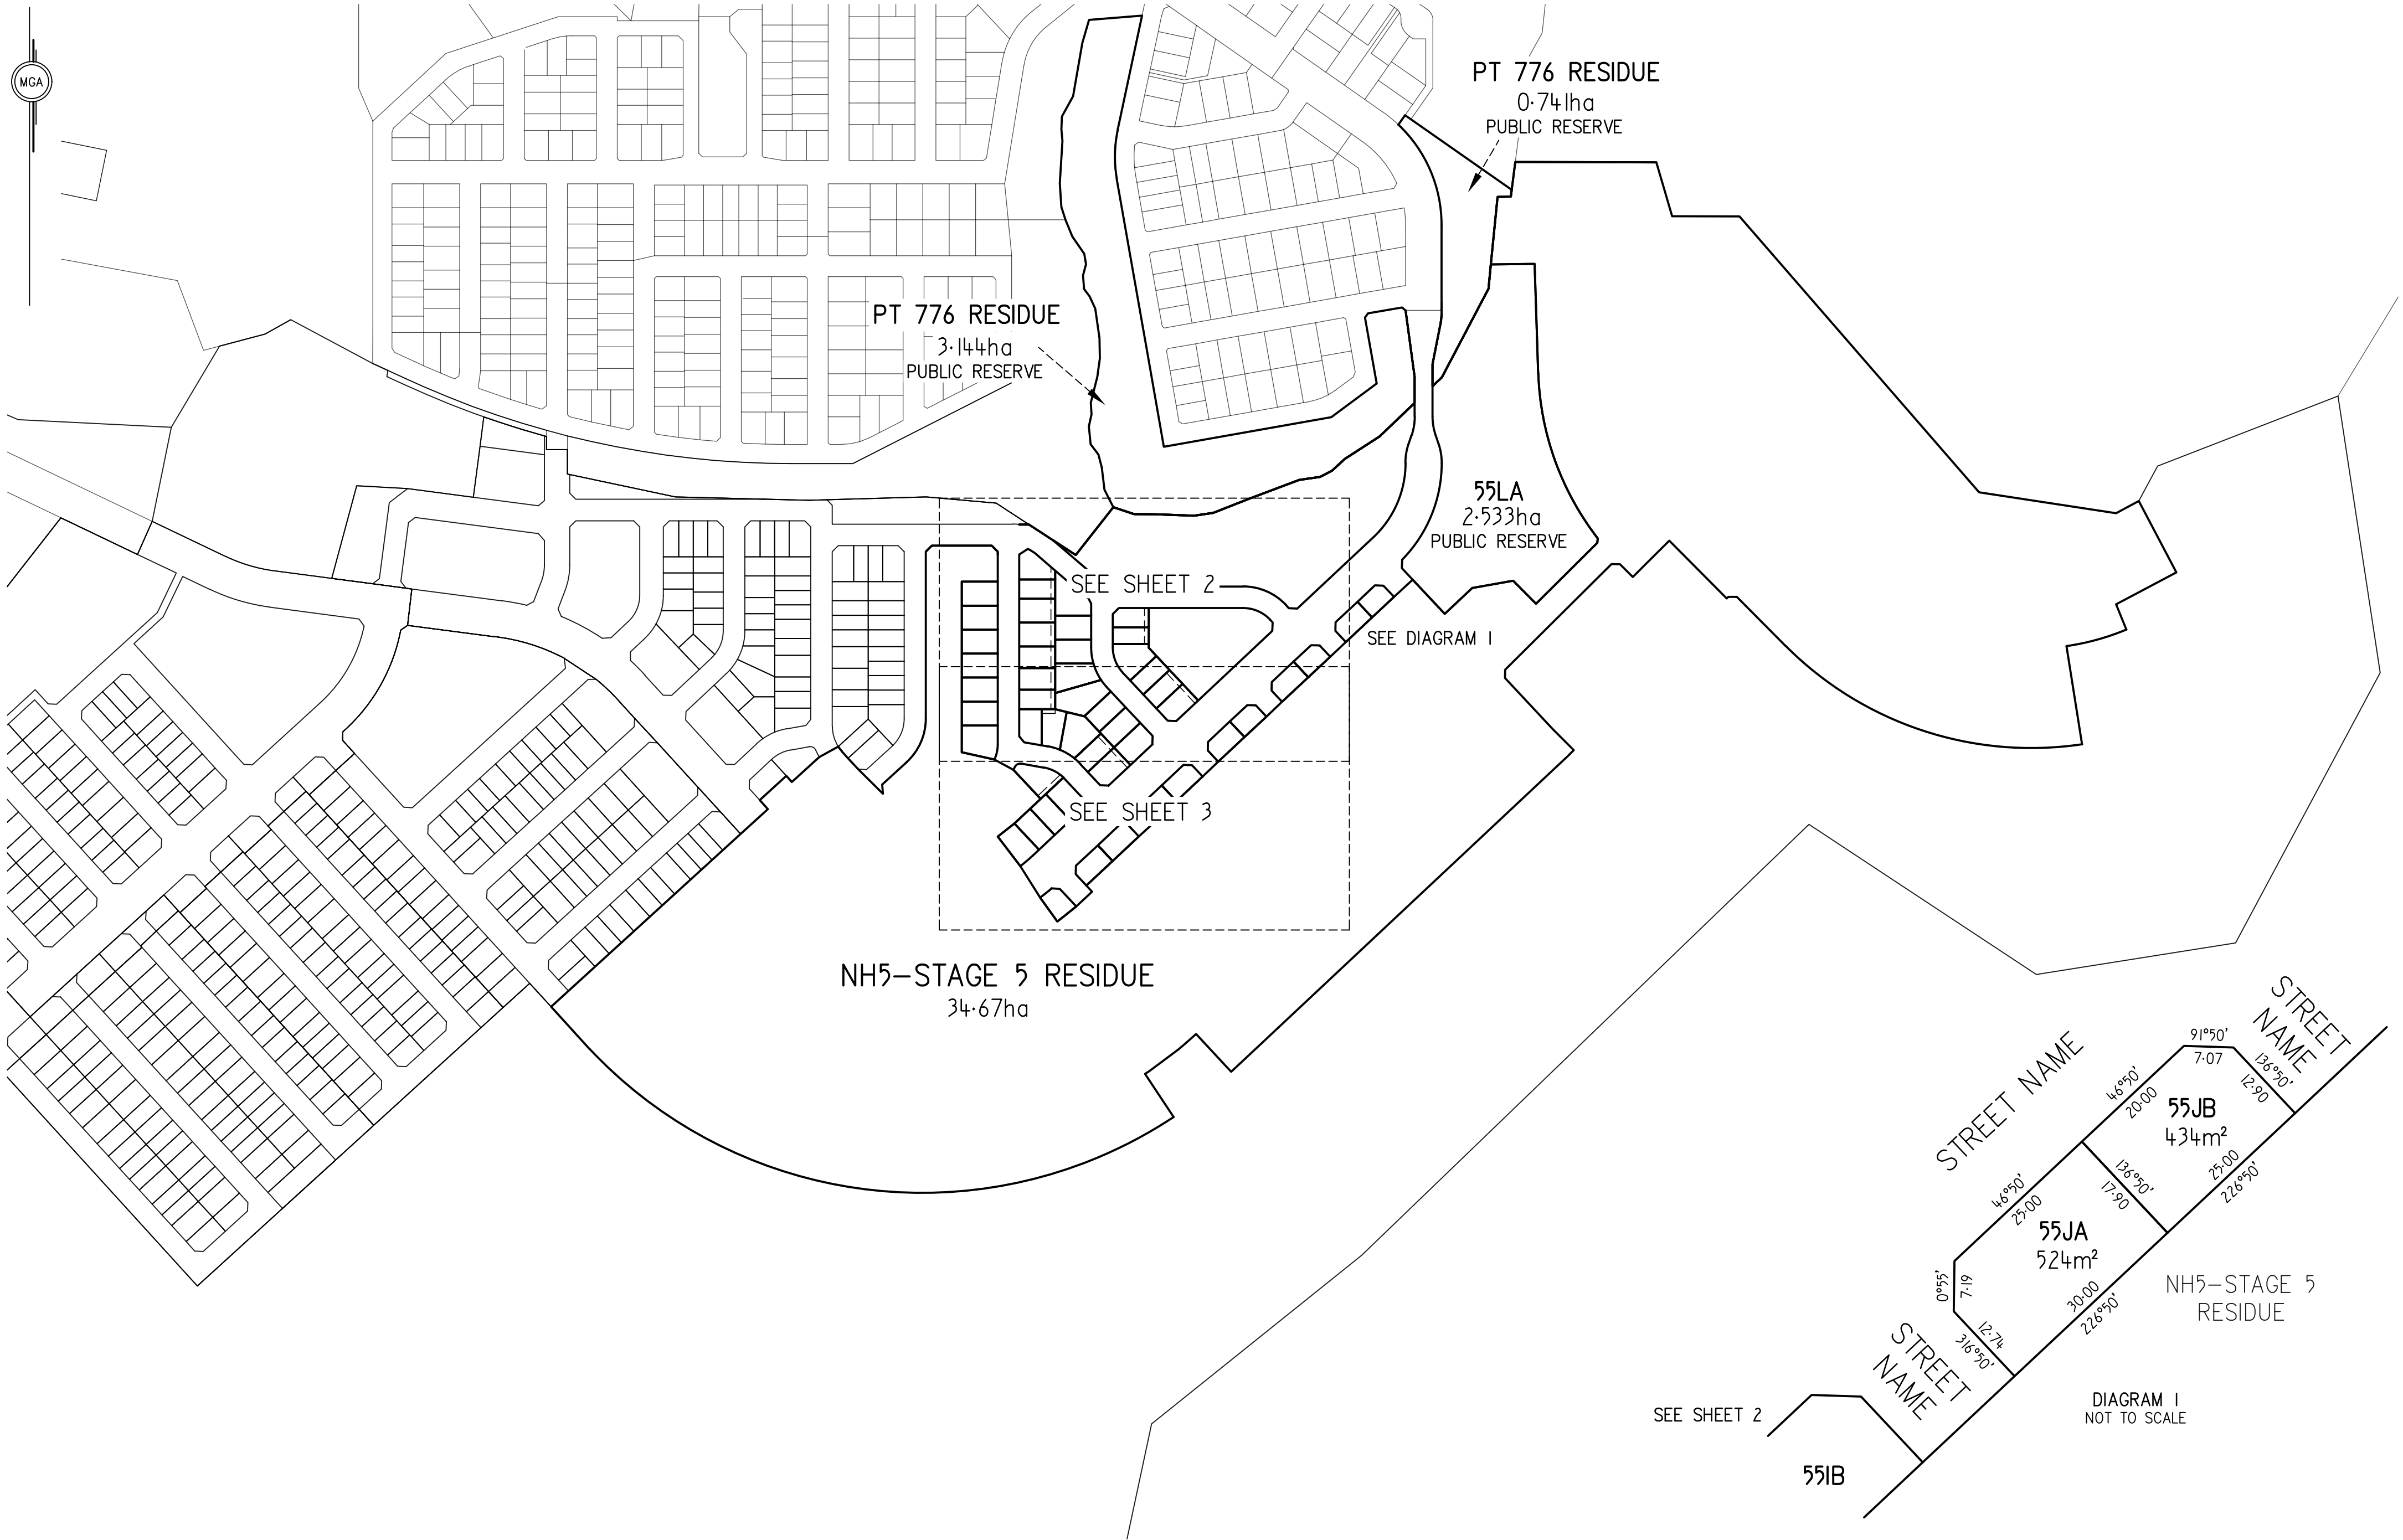 MGA
PT 776 RESIDUE
0·741ha
PUBLIC RESERVE
PT 776 RESIDUE
3·144ha
PUBLIC RESERVE
55LA
2·533ha
PUBLIC RESERVE
SEE SHEET 2
SEE DIAGRAM 1
SEE SHEET 3
NH5-STAGE 5 RESIDUE
34·67ha
STREET
NAME
STREET NAME
91°50'
7·07
136°50'
12·90
46°50'
20·00
55JB
434m²
136°50'
17·90
25·00
226°50'
46°50'
25·00
55JA
524m²
0°55'
7·19
30·00
226°50'
12·74
316°50'
NH5-STAGE 5
RESIDUE
STREET
NAME
DIAGRAM 1
NOT TO SCALE
SEE SHEET 2
55IB